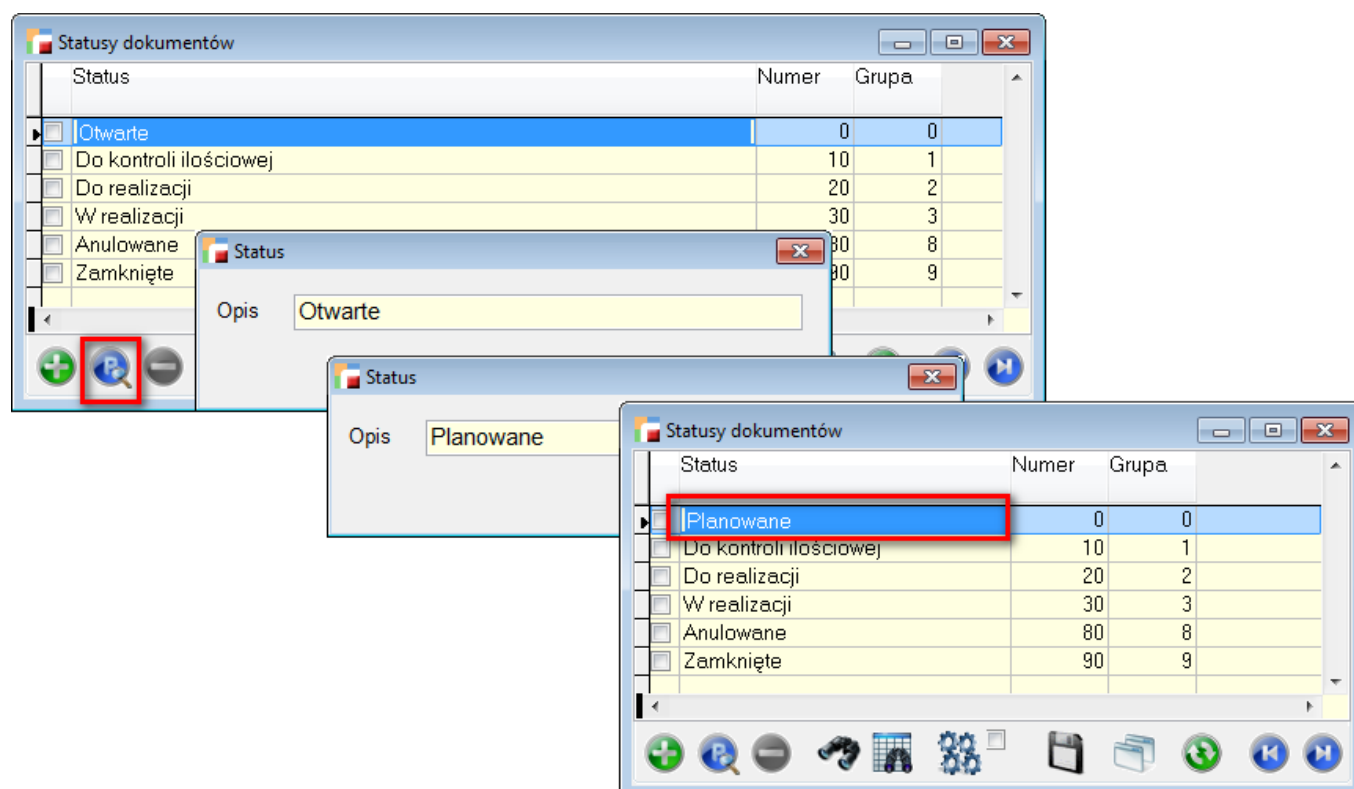 Statusy dokumentów
Status Numer Grupa
Otwarte 0 0
Do kontroli ilościowej 10 1
Do realizacji 20 2
W realizacji 30 3
Anulowane 80 8
Zamknięte 90 9
Status
Opis Otwarte
Status
Opis Planowane
Statusy dokumentów
Status Numer Grupa
Planowane 0 0
Do kontroli ilościowej 10 1
Do realizacji 20 2
W realizacji 30 3
Anulowane 80 8
Zamknięte 90 9